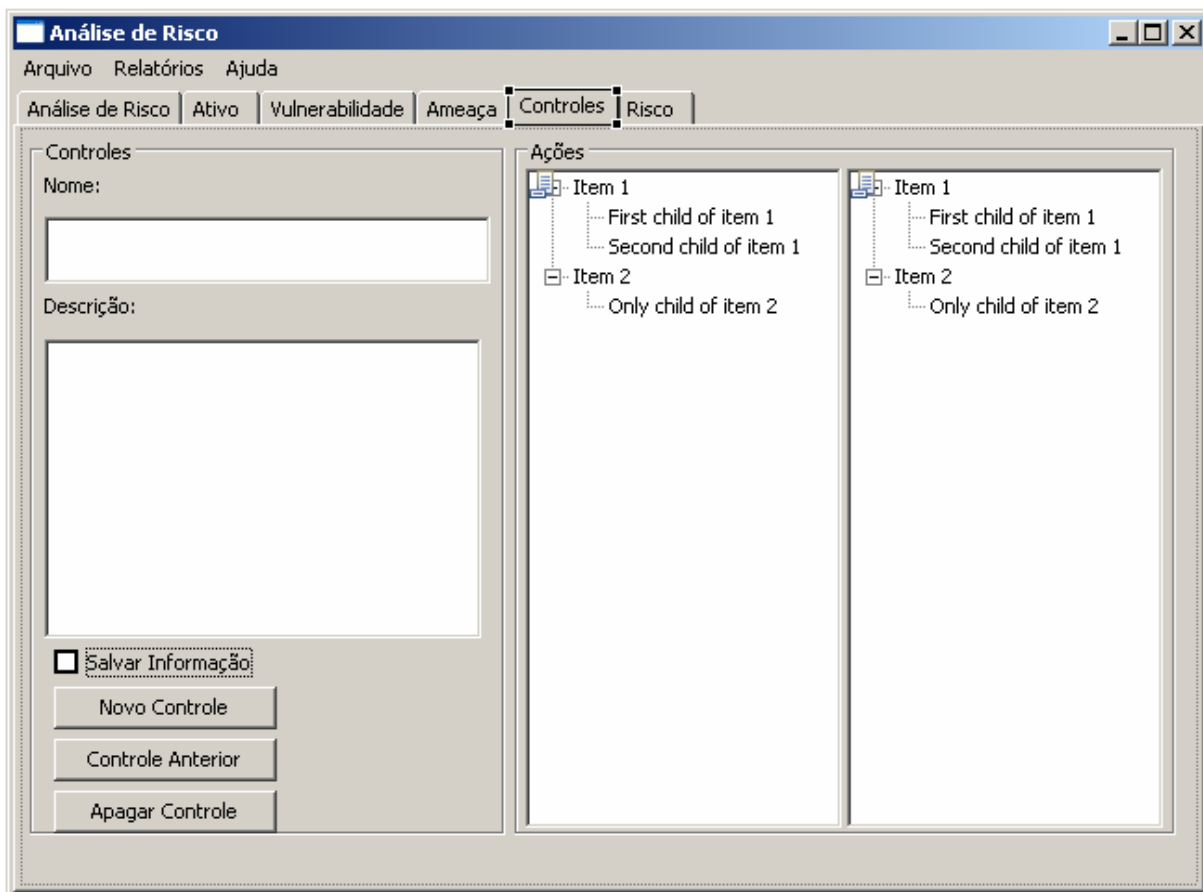 Análise de Risco
Arquivo Relatórios Ajuda
Análise de Risco Ativo Vulnerabilidade Ameaça Controles Risco
Controles
Nome:
Descrição:
Salvar Informação
Novo Controle
Controle Anterior
Apagar Controle
Ações
Item 1
First child of item 1
Second child of item 1
Item 2
Only child of item 2
Item 1
First child of item 1
Second child of item 1
Item 2
Only child of item 2